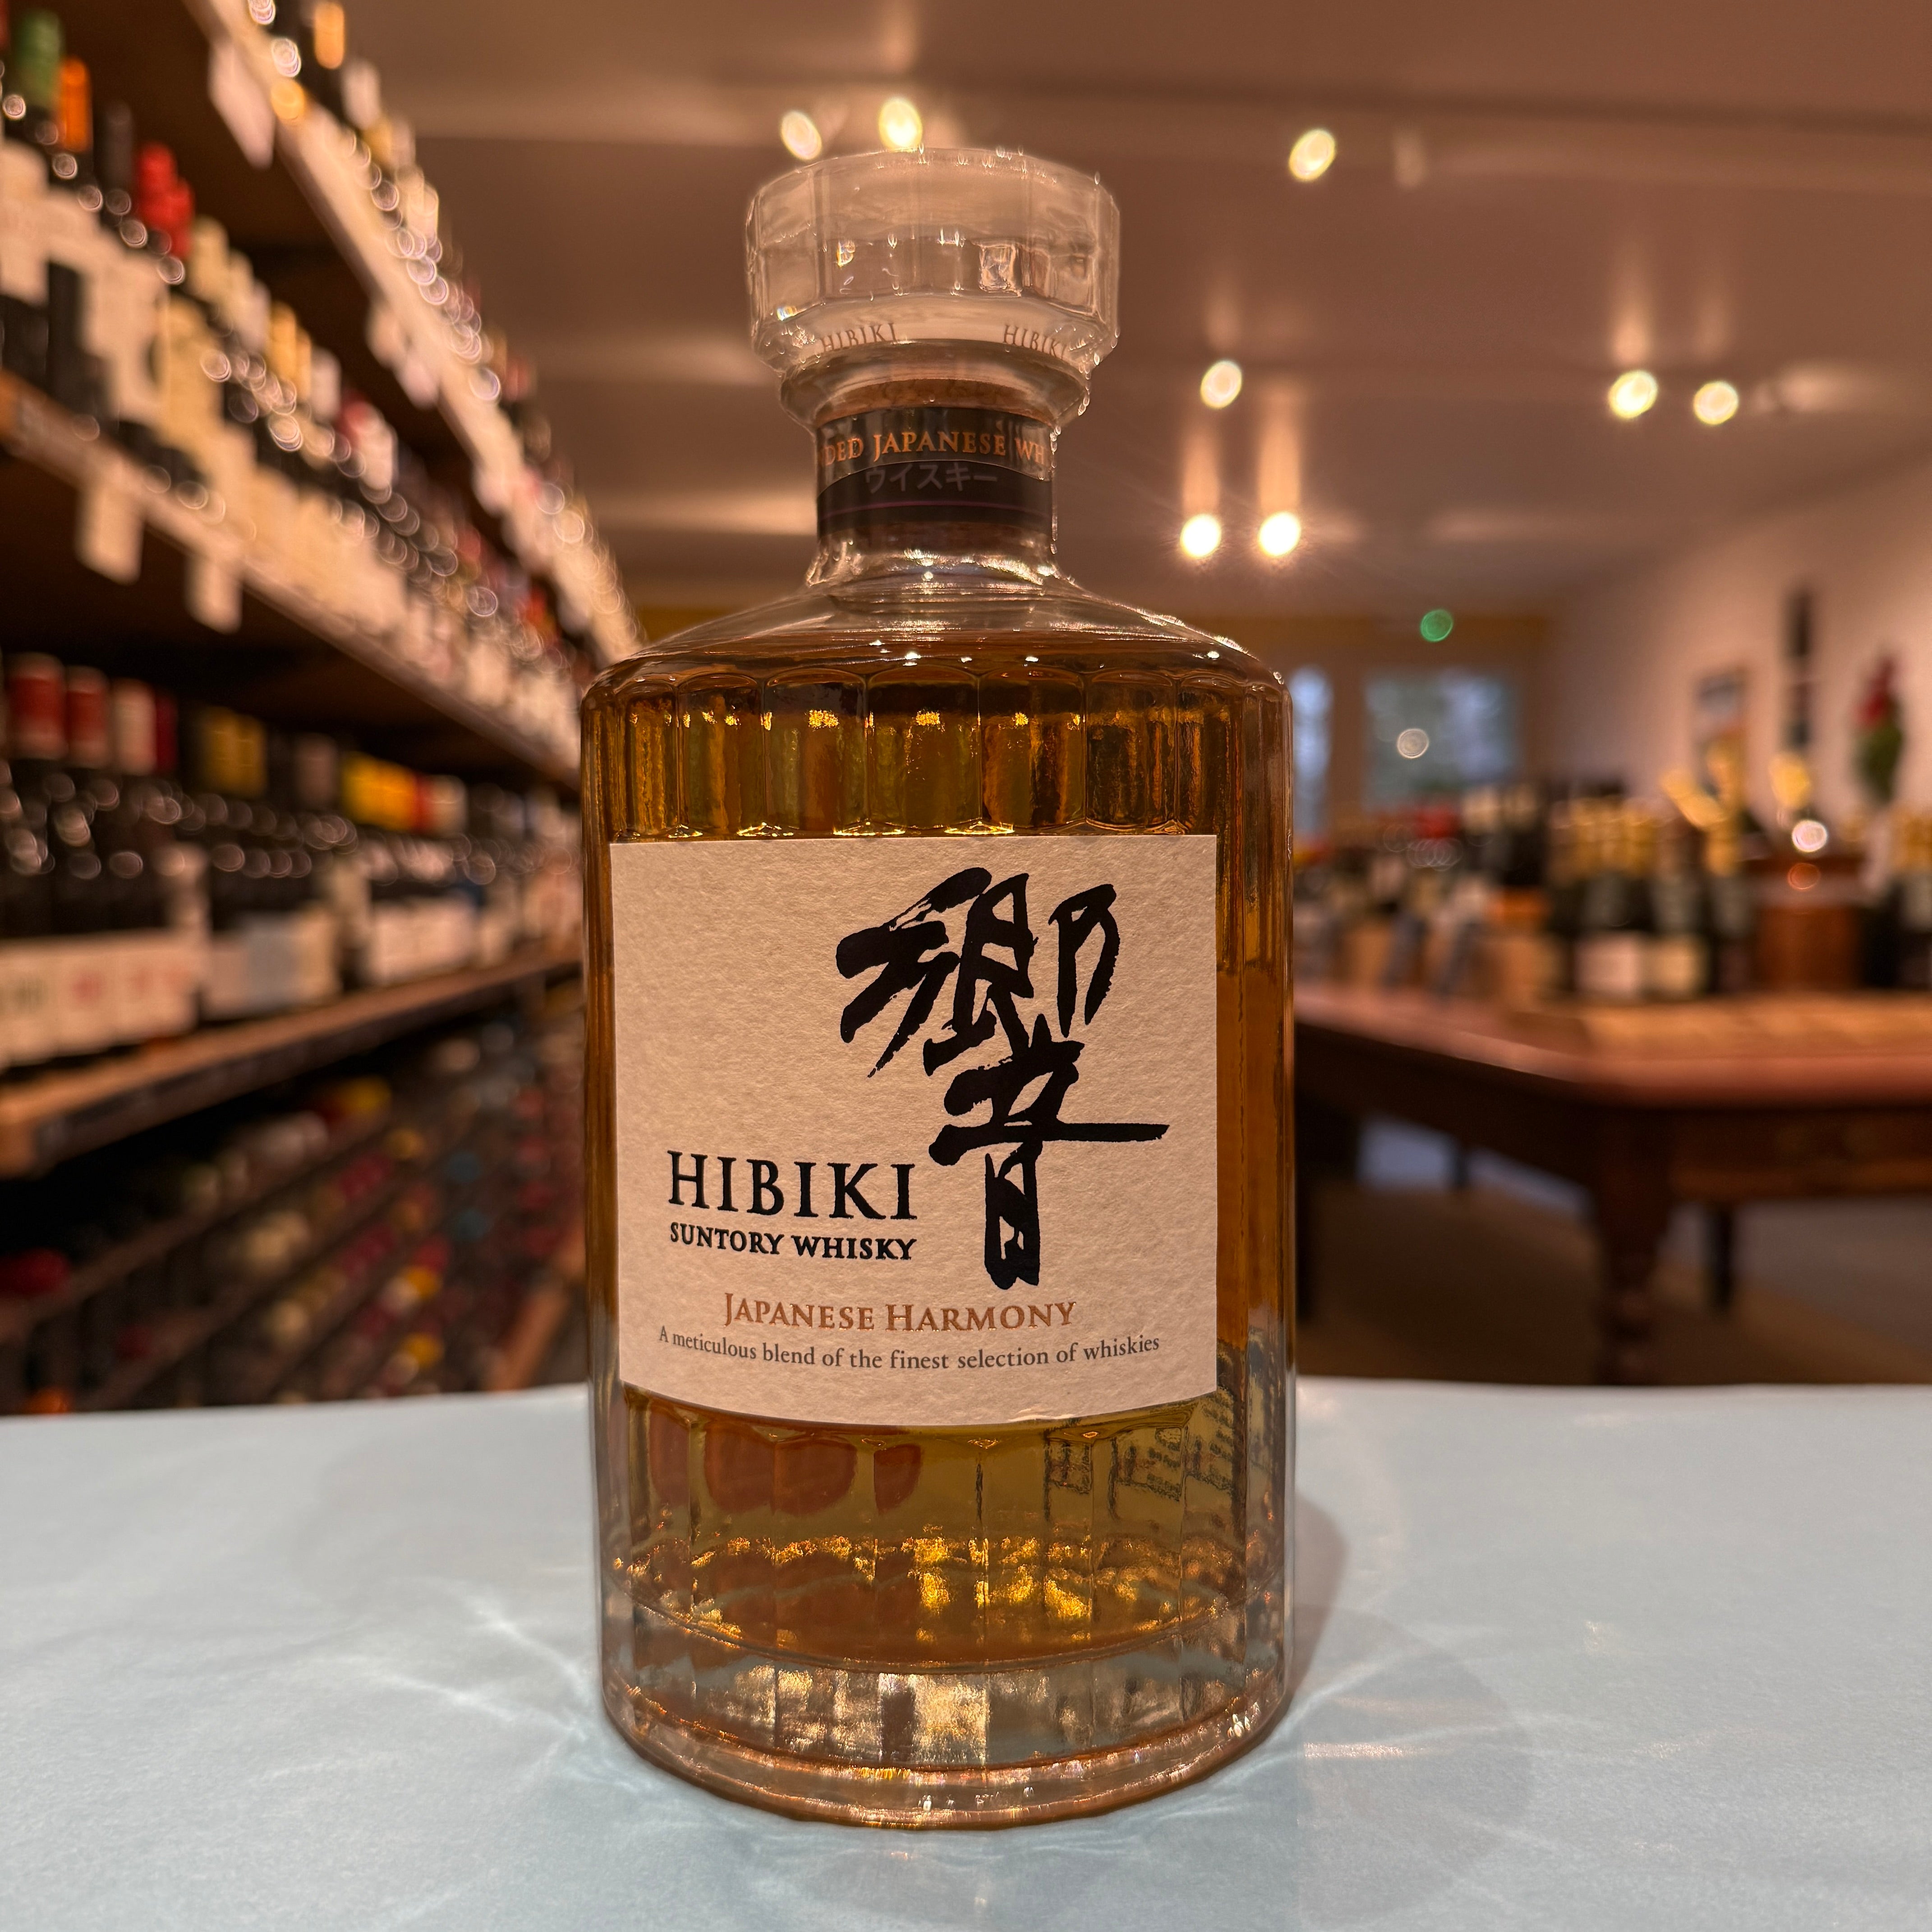 HIBIKI HIBIKI
DED JAPANESE WH
ウイスキー
響
HIBIKI
SUNTORY WHISKY
JAPANESE HARMONY
A meticulous blend of the finest selection of whiskies